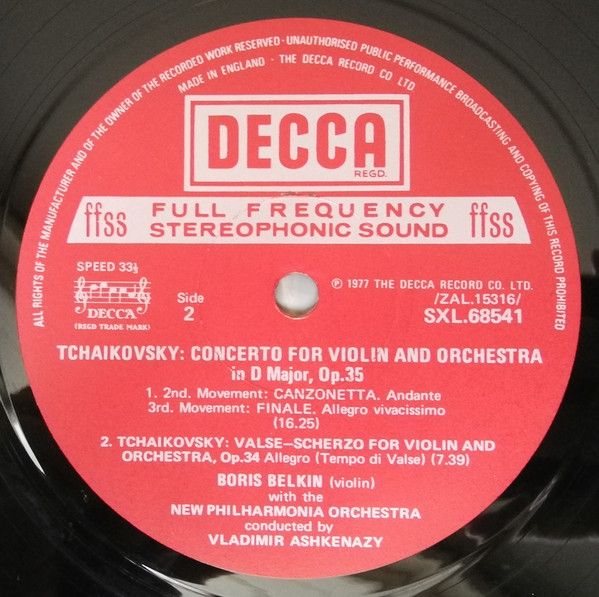 ALL RIGHTS OF THE MANUFACTURER AND OF THE OWNER OF THE RECORDED WORK RESERVED · UNAUTHORISED PUBLIC PERFORMANCE BROADCASTING AND COPYING OF THIS RECORD PROHIBITED
MADE IN ENGLAND · THE DECCA RECORD CO LTD
DECCA
REGD.
ffss FULL FREQUENCY STEREOPHONIC SOUND ffss
SPEED 33⅓
DECCA
(REGD TRADE MARK)
Side
2
℗ 1977 THE DECCA RECORD CO. LTD.
/ZAL.15316/
SXL.68541
TCHAIKOVSKY: CONCERTO FOR VIOLIN AND ORCHESTRA
in D Major, Op.35
1. 2nd. Movement: CANZONETTA. Andante
3rd. Movement: FINALE. Allegro vivacissimo
(16.25)
2. TCHAIKOVSKY: VALSE—SCHERZO FOR VIOLIN AND
ORCHESTRA, Op.34 Allegro (Tempo di Valse) (7.39)
BORIS BELKIN (violin)
with the
NEW PHILHARMONIA ORCHESTRA
conducted by
VLADIMIR ASHKENAZY